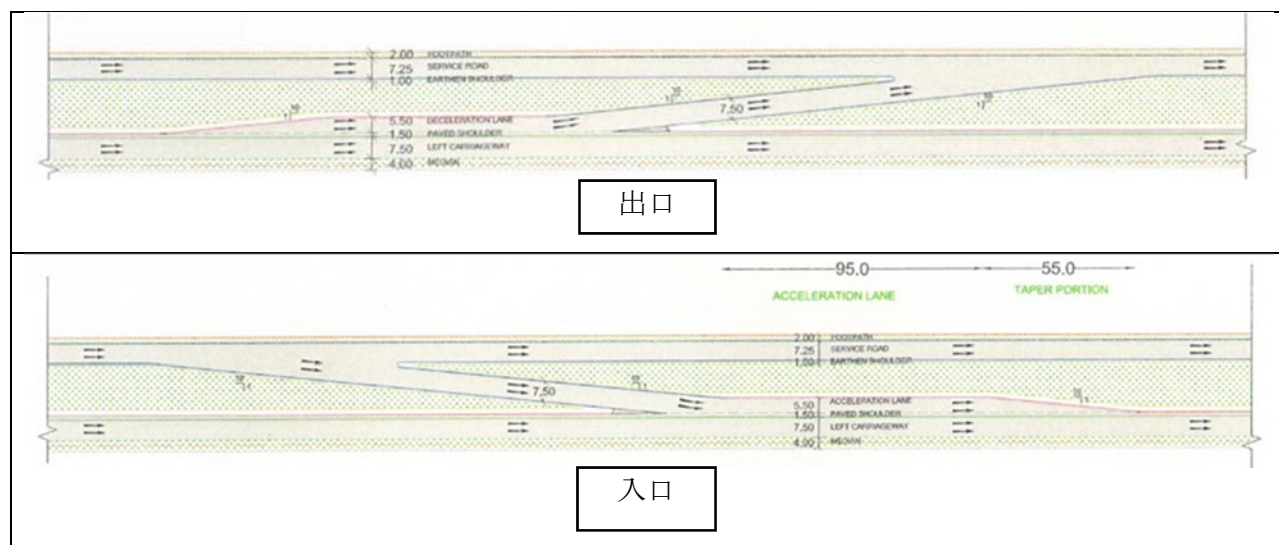 2.00 FOOTPATH
7.25 SERVICE ROAD
1.00 EARTHEN SHOULDER
7.50
5.50 DECELERATION LANE
1.50 PAVED SHOULDER
7.50 LEFT CARRIAGEWAY
4.00 MEDIAN
出口
95.0 55.0
ACCELERATION LANE TAPER PORTION
2.00 FOOTPATH
7.25 SERVICE ROAD
1.00 EARTHEN SHOULDER
7.50
5.50 ACCELERATION LANE
1.50 PAVED SHOULDER
7.50 LEFT CARRIAGEWAY
4.00 MEDIAN
入口